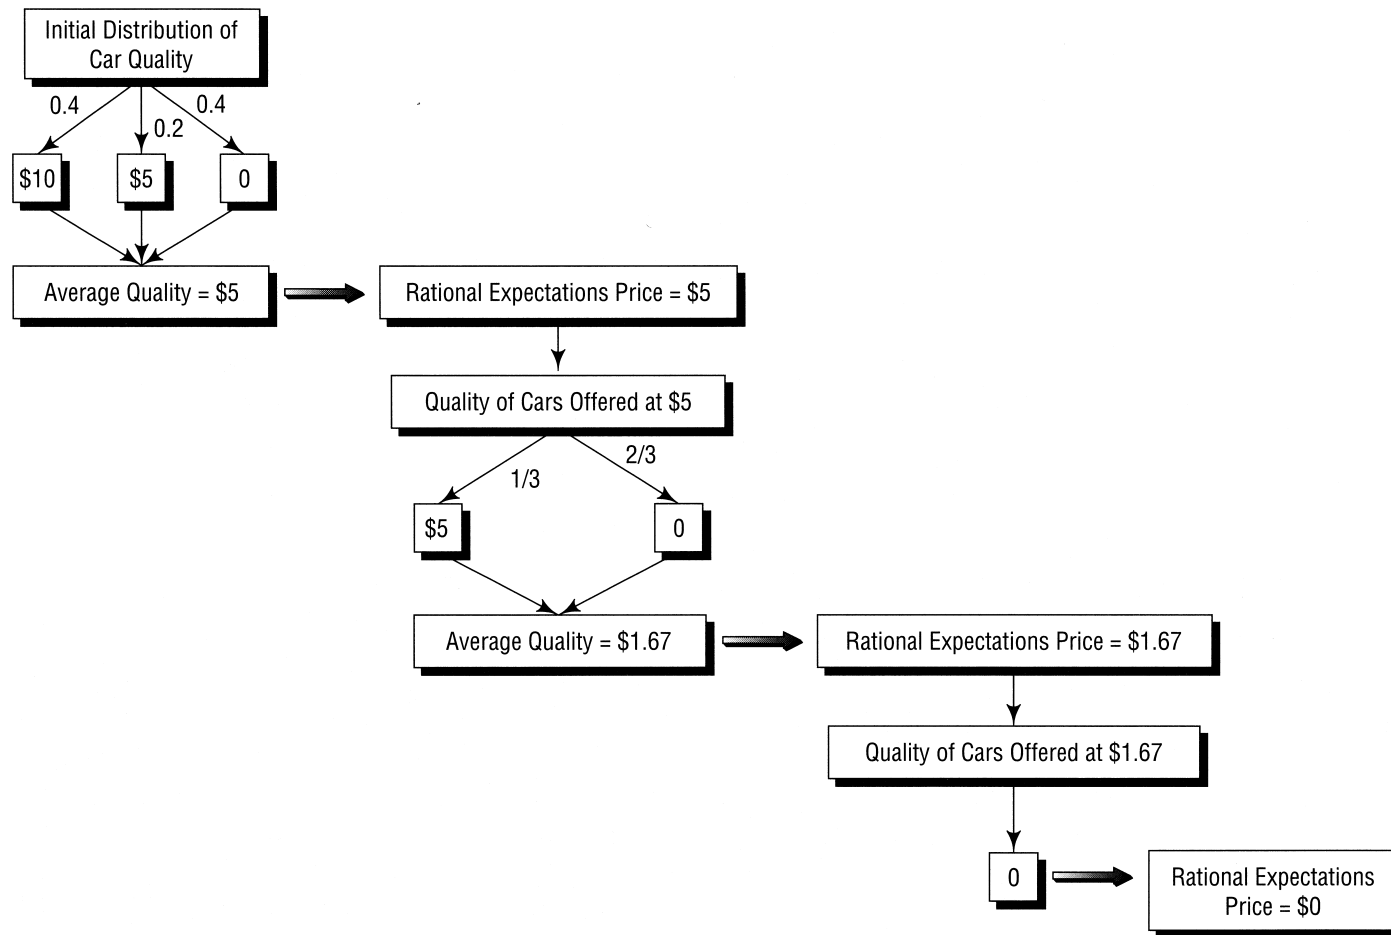 Initial Distribution of
Car Quality
0.4
0.2
0.4
$10
$5
0
Average Quality = $5
Rational Expectations Price = $5
Quality of Cars Offered at $5
1/3
2/3
$5
0
Average Quality = $1.67
Rational Expectations Price = $1.67
Quality of Cars Offered at $1.67
0
Rational Expectations
Price = $0